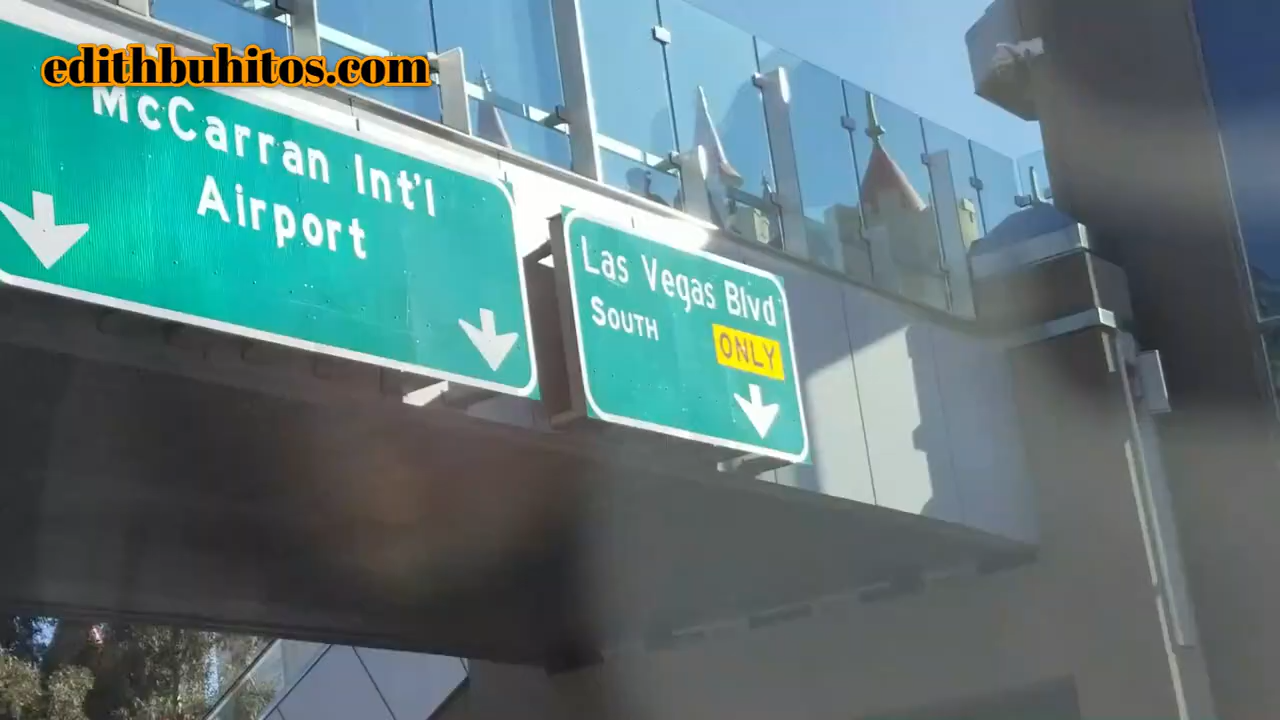 edithbuhitos.com
McCarran Int'l
Airport
Las Vegas Blvd
South
ONLY